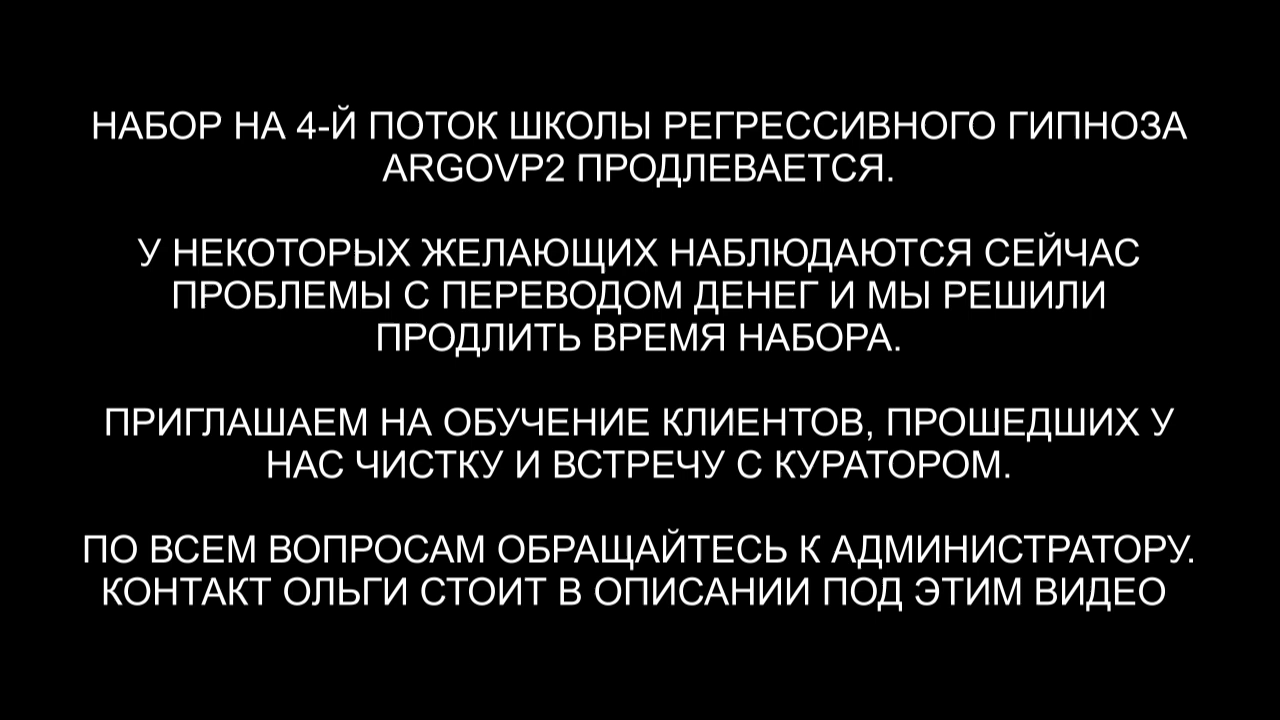 НАБОР НА 4-Й ПОТОК ШКОЛЫ РЕГРЕССИВНОГО ГИПНОЗА
ARGOVP2 ПРОДЛЕВАЕТСЯ.
У НЕКОТОРЫХ ЖЕЛАЮЩИХ НАБЛЮДАЮТСЯ СЕЙЧАС
ПРОБЛЕМЫ С ПЕРЕВОДОМ ДЕНЕГ И МЫ РЕШИЛИ
ПРОДЛИТЬ ВРЕМЯ НАБОРА.
ПРИГЛАШАЕМ НА ОБУЧЕНИЕ КЛИЕНТОВ, ПРОШЕДШИХ У
НАС ЧИСТКУ И ВСТРЕЧУ С КУРАТОРОМ.
ПО ВСЕМ ВОПРОСАМ ОБРАЩАЙТЕСЬ К АДМИНИСТРАТОРУ.
КОНТАКТ ОЛЬГИ СТОИТ В ОПИСАНИИ ПОД ЭТИМ ВИДЕО